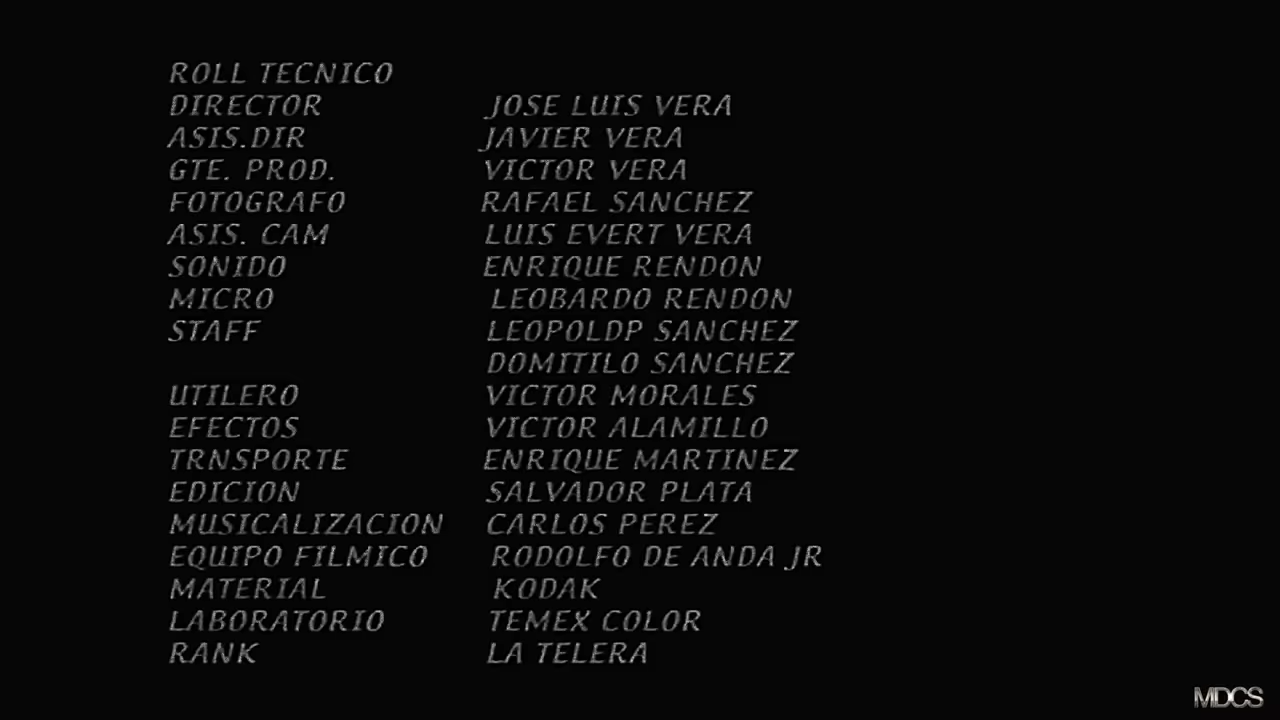 ROLL TECNICO
DIRECTOR JOSE LUIS VERA
ASIS.DIR JAVIER VERA
GTE. PROD. VICTOR VERA
FOTOGRAFO RAFAEL SANCHEZ
ASIS. CAM LUIS EVERT VERA
SONIDO ENRIQUE RENDON
MICRO LEOBARDO RENDON
STAFF LEOPOLDP SANCHEZ
DOMITILO SANCHEZ
UTILERO VICTOR MORALES
EFECTOS VICTOR ALAMILLO
TRNSPORTE ENRIQUE MARTINEZ
EDICION SALVADOR PLATA
MUSICALIZACION CARLOS PEREZ
EQUIPO FILMICO RODOLFO DE ANDA JR
MATERIAL KODAK
LABORATORIO TEMEX COLOR
RANK LA TELERA
MDCS